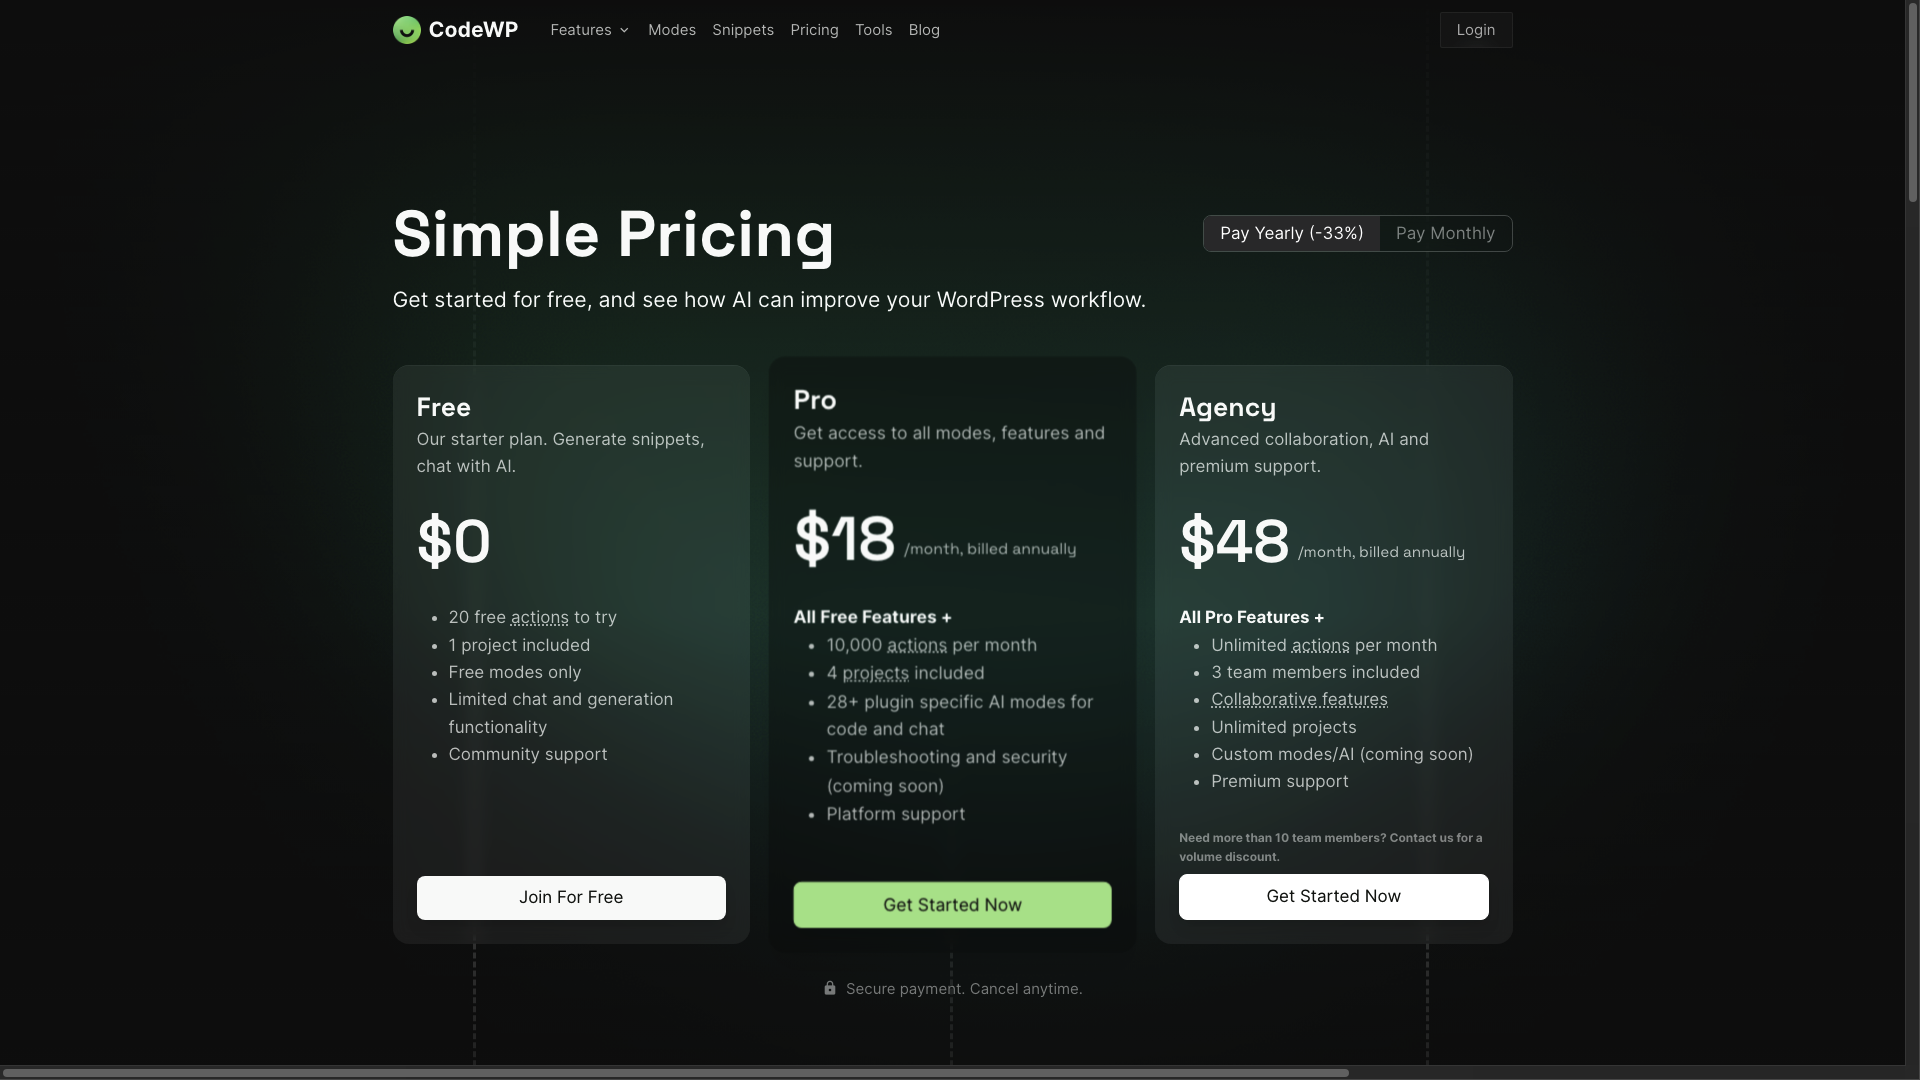 CodeWP
Features
Modes
Snippets
Pricing
Tools
Blog
Login
Simple Pricing
Pay Yearly (-33%)
Pay Monthly
Get started for free, and see how AI can improve your WordPress workflow.
Free
Our starter plan. Generate snippets,
chat with AI.
$0
• 20 free actions to try
• 1 project included
• Free modes only
• Limited chat and generation
functionality
• Community support
Join For Free
Pro
Get access to all modes, features and
support.
$18 /month, billed annually
All Free Features +
• 10,000 actions per month
• 4 projects included
• 28+ plugin specific AI modes for
code and chat
• Troubleshooting and security
(coming soon)
• Platform support
Get Started Now
Agency
Advanced collaboration, AI and
premium support.
$48 /month, billed annually
All Pro Features +
• Unlimited actions per month
• 3 team members included
• Collaborative features
• Unlimited projects
• Custom modes/AI (coming soon)
• Premium support
Need more than 10 team members? Contact us for a
volume discount.
Get Started Now
Secure payment. Cancel anytime.